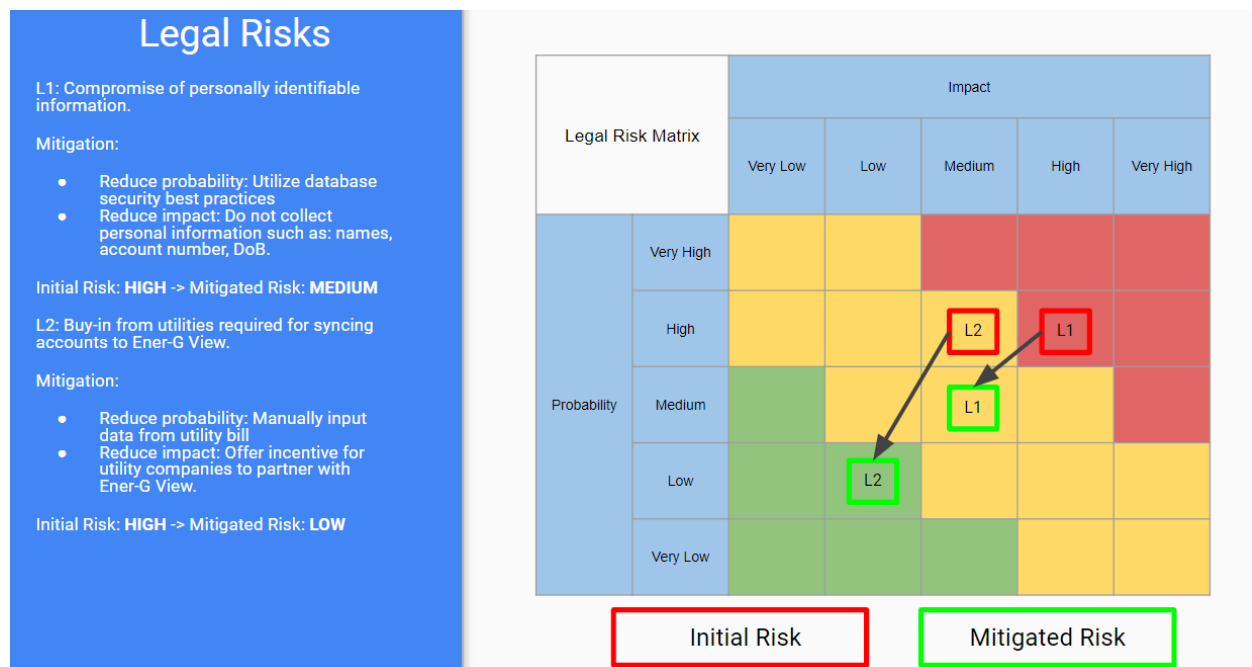 Legal Risks
L1: Compromise of personally identifiable
information.
Mitigation:
● Reduce probability: Utilize database
security best practices
● Reduce impact: Do not collect
personal information such as: names,
account number, DoB.
Initial Risk: HIGH -> Mitigated Risk: MEDIUM
L2: Buy-in from utilities required for syncing
accounts to Ener-G View.
Mitigation:
● Reduce probability: Manually input
data from utility bill
● Reduce impact: Offer incentive for
utility companies to partner with
Ener-G View.
Initial Risk: HIGH -> Mitigated Risk: LOW
Legal Risk Matrix
Impact
Very Low Low Medium High Very High
Probability
Very High
High L2 L1
Medium L1
Low L2
Very Low
Initial Risk Mitigated Risk